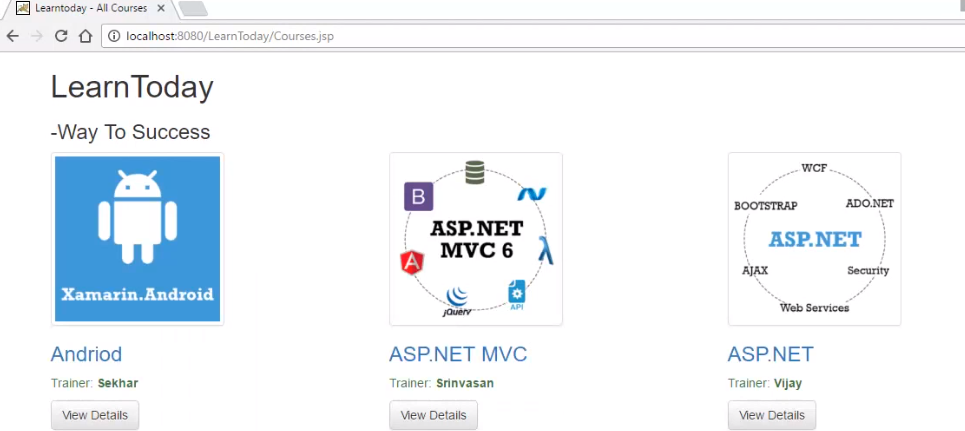 Learntoday - All Courses
localhost:8080/LearnToday/Courses.jsp
LearnToday
-Way To Success
Xamarin.Android
B
ASP.NET
MVC 6
A
λ
jQuery
API
WCF
BOOTSTRAP
ADO.NET
ASP.NET
AJAX
Security
Web Services
Andriod
Trainer: Sekhar
View Details
ASP.NET MVC
Trainer: Srinvasan
View Details
ASP.NET
Trainer: Vijay
View Details